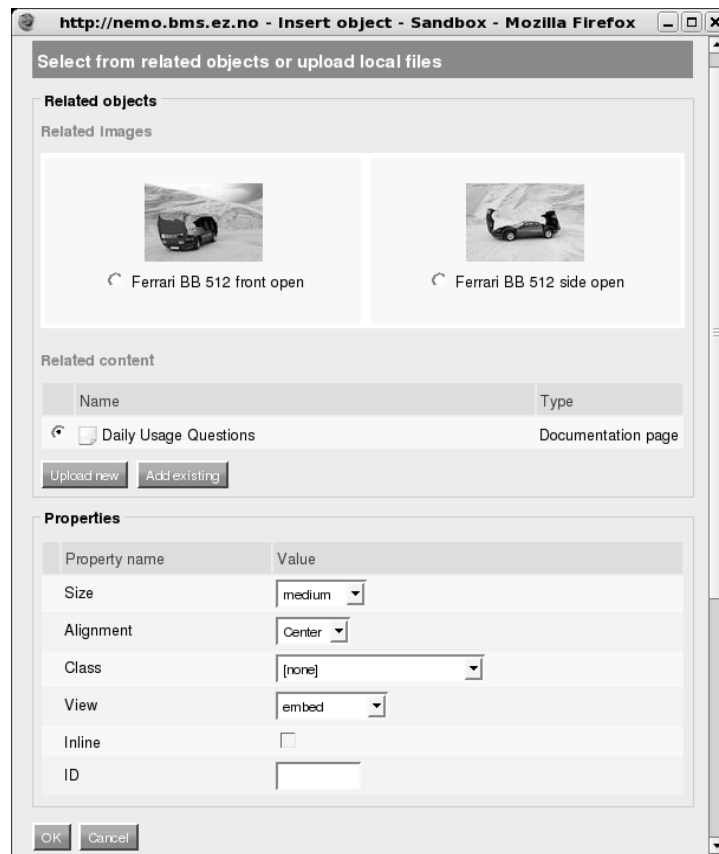 http://nemo.bms.ez.no - Insert object - Sandbox - Mozilla Firefox
Select from related objects or upload local files
Related objects
Related images
Ferrari BB 512 front open
Ferrari BB 512 side open
Related content
Name Type
Daily Usage Questions Documentation page
Upload new Add existing
Properties
Property name Value
Size medium
Alignment Center
Class [none]
View embed
Inline
ID
OK Cancel